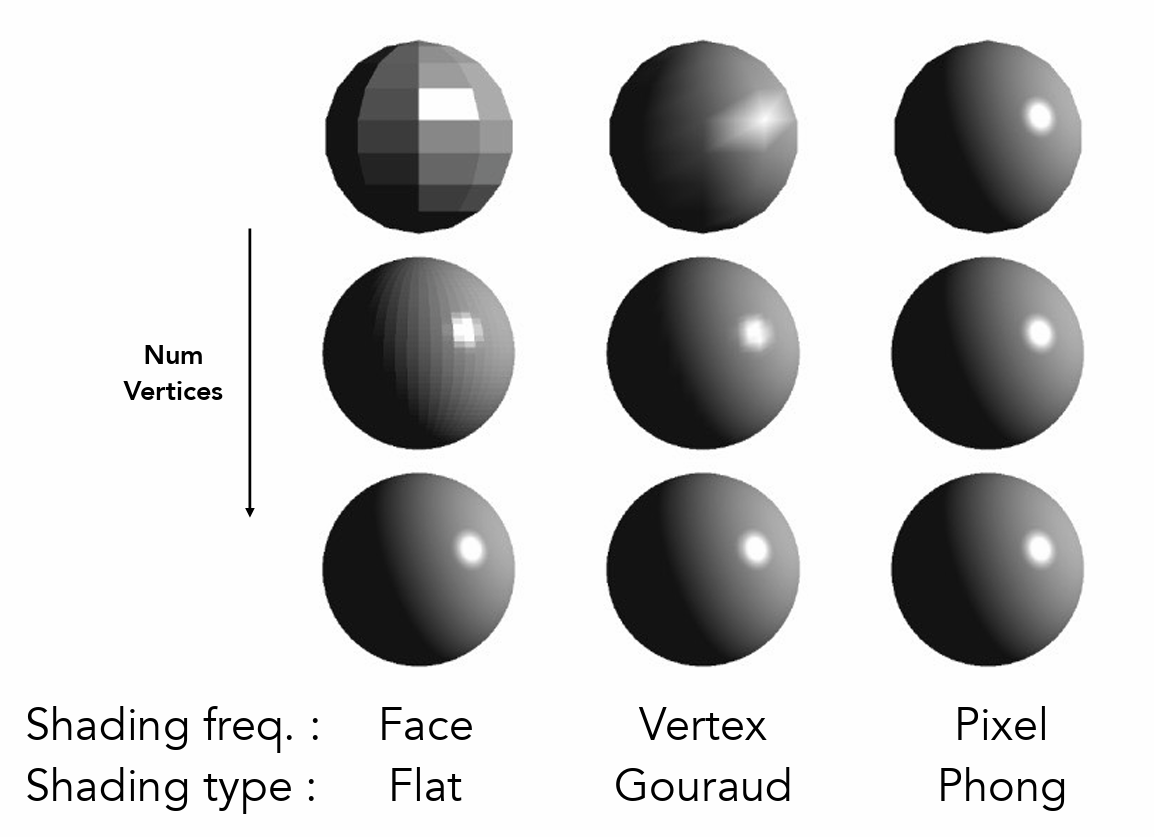 Num
Vertices
Shading freq. : Face Vertex Pixel
Shading type : Flat Gouraud Phong